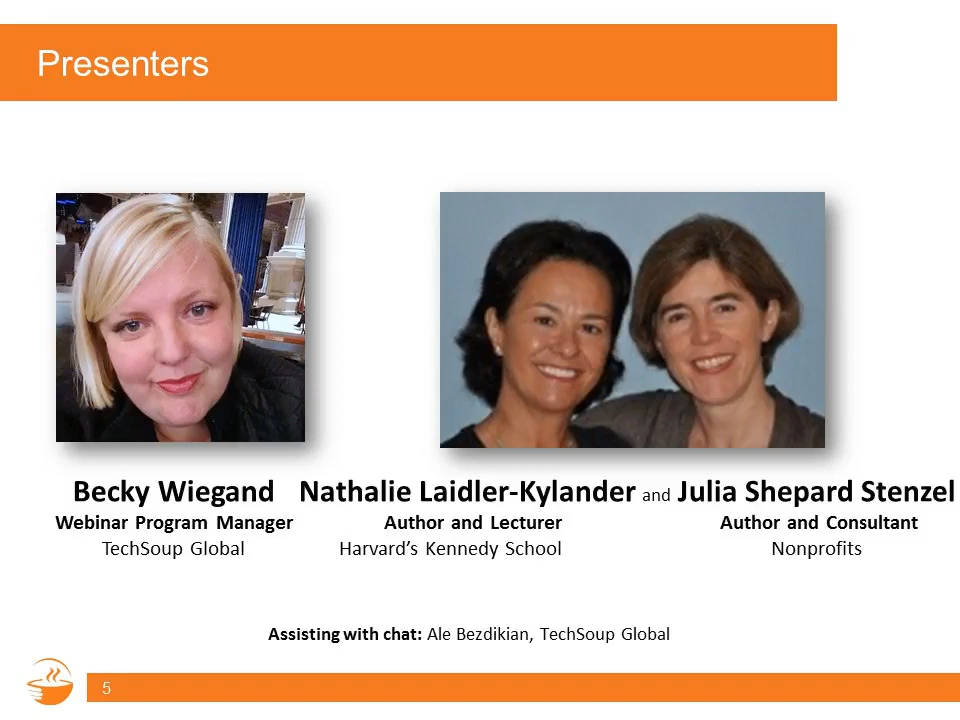 Presenters
Becky Wiegand
Webinar Program Manager
TechSoup Global
Nathalie Laidler-Kylander and Julia Shepard Stenzel
Author and Lecturer
Harvard’s Kennedy School
Author and Consultant
Nonprofits
Assisting with chat: Ale Bezdikian, TechSoup Global
5